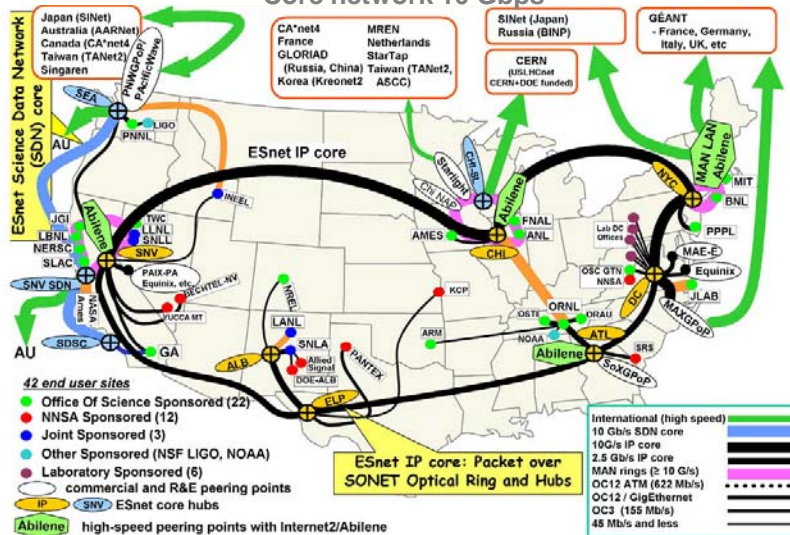 Core network 10 Gbps
Japan (SINet)
Australia (AARNet)
Canada (CA*net4
Taiwan (TANet2)
Singaren
PNWGPoP/
PAcificWave
CA*net4
France
GLORIAD
(Russia, China)
Korea (Kreonet2
MREN
Netherlands
StarTap
Taiwan (TANet2,
ASCC)
SINet (Japan)
Russia (BINP)
CERN
(USLHCnet
CERN+DOE funded)
GÉANT
- France, Germany,
Italy, UK, etc
ESnet Science Data Network
(SDN) core
SEA
AU
PNNL
LIGO
ESnet IP core
Starlight
CHI-SL
Chi NAP
Abilene
MAN LAN
Abilene
NYC
MIT
BNL
PPPL
INEEL
JGI
LBNL
NERSC
SLAC
Abilene
TWC
LLNL
SNLL
SNV
AMES
FNAL
ANL
CHI
Lab DC
Offices
MAE-E
Equinix
OSC GTN
NNSA
DC
JLAB
MAXGPoP
SNV SDN
PAIX-PA
Equinix, etc.
NASA
Ames
BECHTEL-NV
YUCCA MT
AU
SDSC
GA
NREL
KCP
LANL
SNLA
Allied
Signal
DOE-ALB
ALB
PANTEX
ARM
OSTI
ORNL
ORAU
NOAA
ATL
SRS
Abilene
SoXGPoP
ELP
42 end user sites
Office Of Science Sponsored (22)
NNSA Sponsored (12)
Joint Sponsored (3)
Other Sponsored (NSF LIGO, NOAA)
Laboratory Sponsored (6)
commercial and R&E peering points
IP
SNV
ESnet core hubs
Abilene
high-speed peering points with Internet2/Abilene
ESnet IP core: Packet over
SONET Optical Ring and Hubs
International (high speed)
10 Gb/s SDN core
10G/s IP core
2.5 Gb/s IP core
MAN rings (≥ 10 G/s)
OC12 ATM (622 Mb/s)
OC12 / GigEthernet
OC3 (155 Mb/s)
45 Mb/s and less